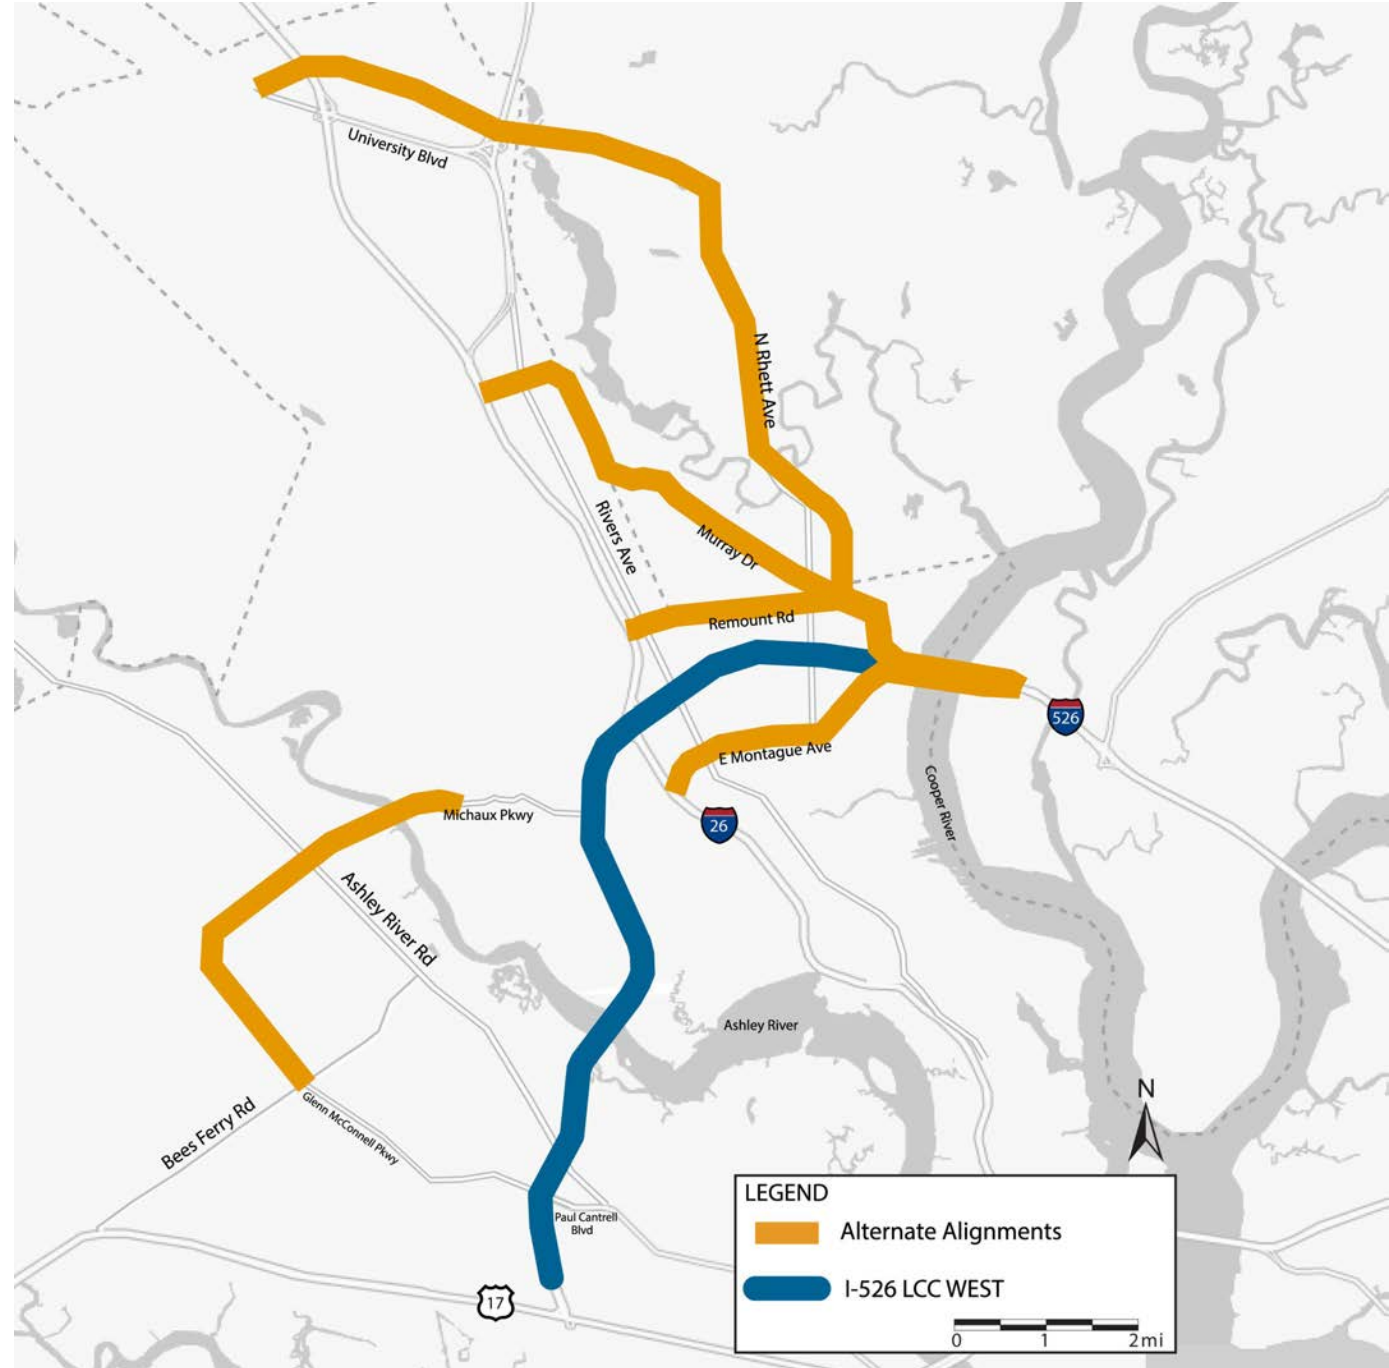 University Blvd
N Rhett Ave
Rivers Ave
Murray Dr
Remount Rd
526
E Montague Ave
Cooper River
Michaux Pkwy
26
Ashley River Rd
Ashley River
N
Glenn McConnell Pkwy
Bees Ferry Rd
Paul Cantrell
Blvd
17
LEGEND
Alternate Alignments
I-526 LCC WEST
0 1 2 mi